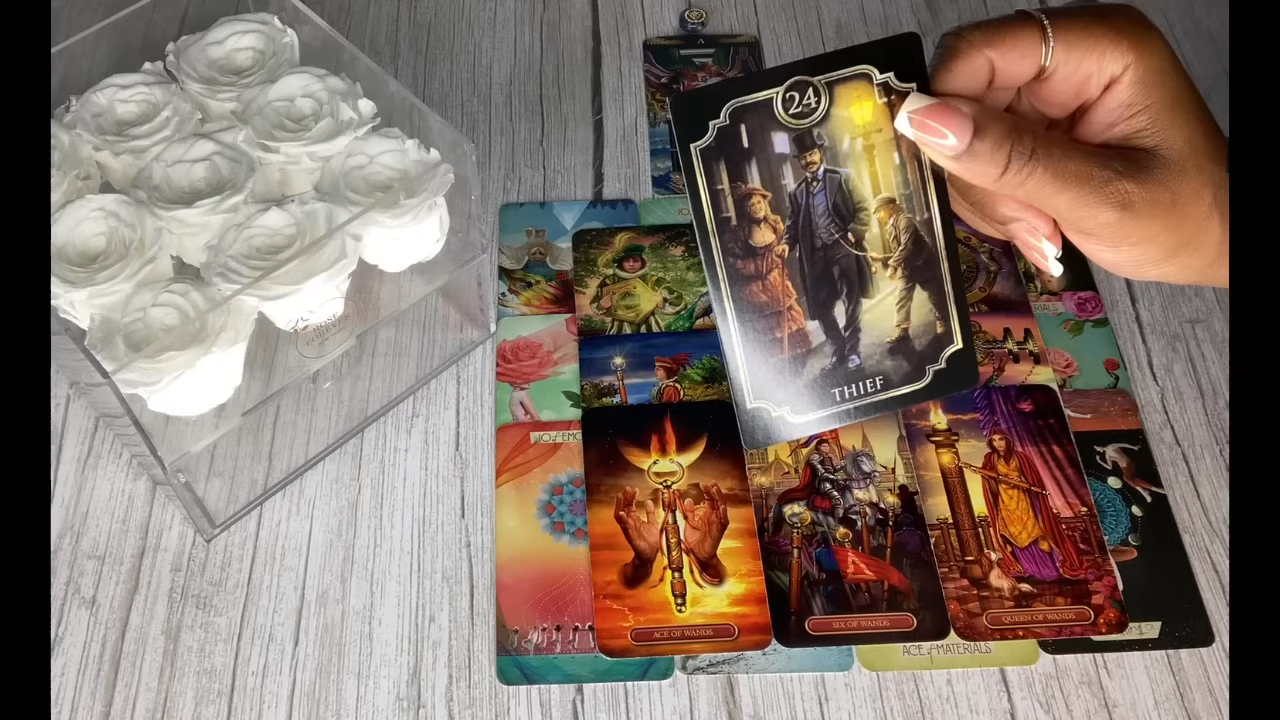 V
24
THIEF
ACE OF WANDS
SIX OF WANDS
QUEEN OF WANDS
ACE of MATERIALS